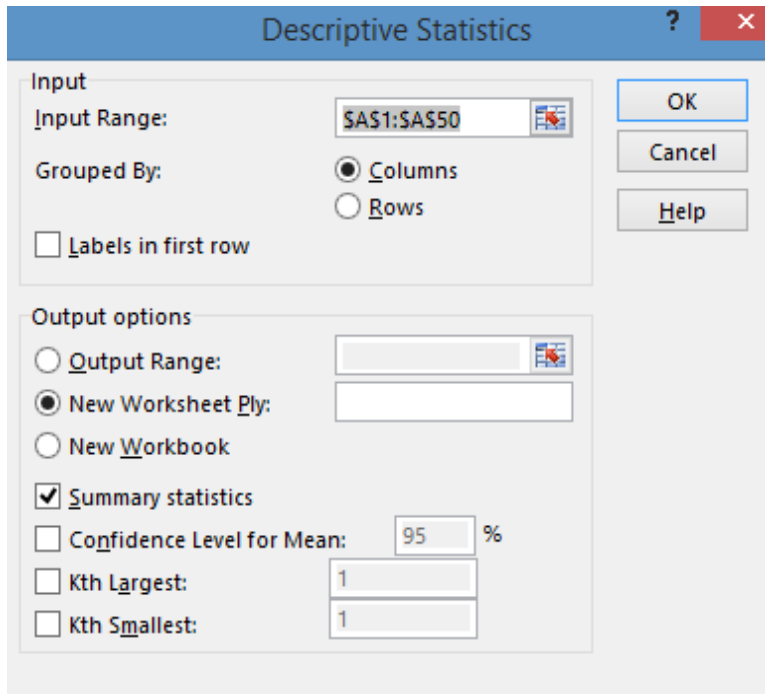 Descriptive Statistics ? ×
Input
Input Range: $A$1:$A$50
Grouped By: Columns
Rows
Labels in first row
OK
Cancel
Help
Output options
Output Range:
New Worksheet Ply:
New Workbook
Summary statistics
Confidence Level for Mean: 95 %
Kth Largest: 1
Kth Smallest: 1